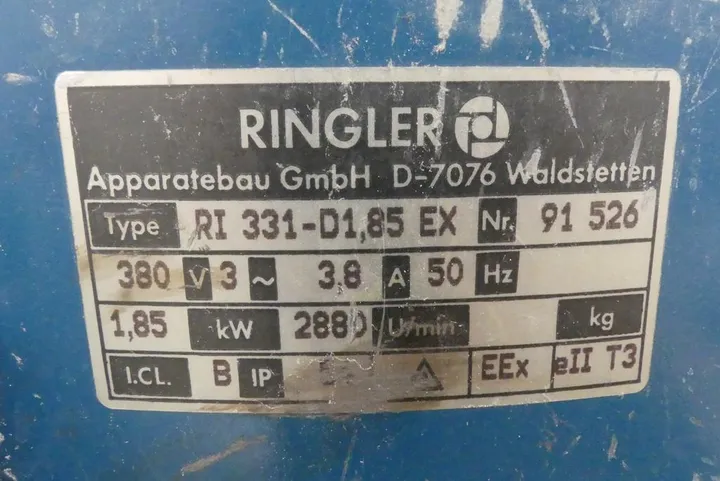 RINGLER
Apparatebau GmbH D-7076 Waldstetten
Type RI 331-D1,85 EX Nr. 91 526
380 V 3 ~ 3,8 A 50 Hz
1,85 kW 2880 U/min kg
I.CL. B IP EEx eII T3